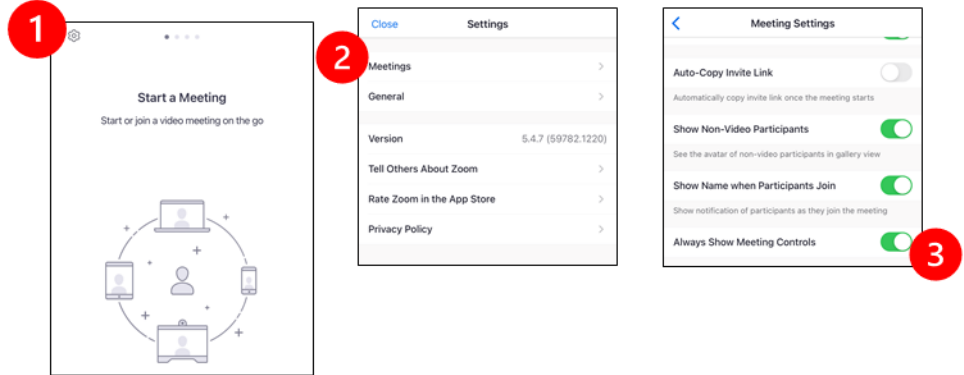 1
Start a Meeting
Start or join a video meeting on the go
2
Close Settings
Meetings
General
Version 5.4.7 (59782.1220)
Tell Others About Zoom
Rate Zoom in the App Store
Privacy Policy
Meeting Settings
Auto-Copy Invite Link
Automatically copy invite link once the meeting starts
Show Non-Video Participants
See the avatar of non-video participants in gallery view
Show Name when Participants Join
Show notification of participants as they join the meeting
Always Show Meeting Controls
3